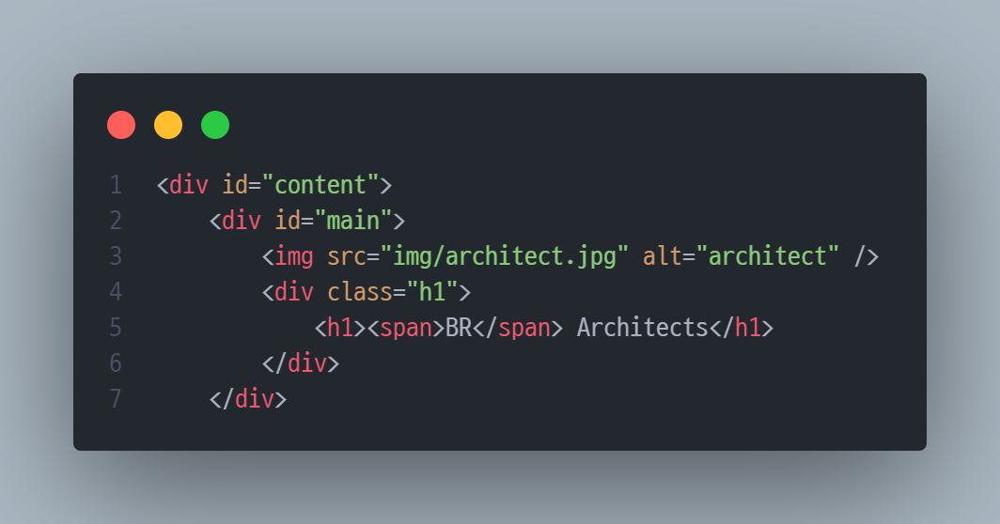 1 <div id="content">
2     <div id="main">
3         <img src="img/architect.jpg" alt="architect" />
4         <div class="h1">
5             <h1><span>BR</span> Architects</h1>
6         </div>
7     </div>